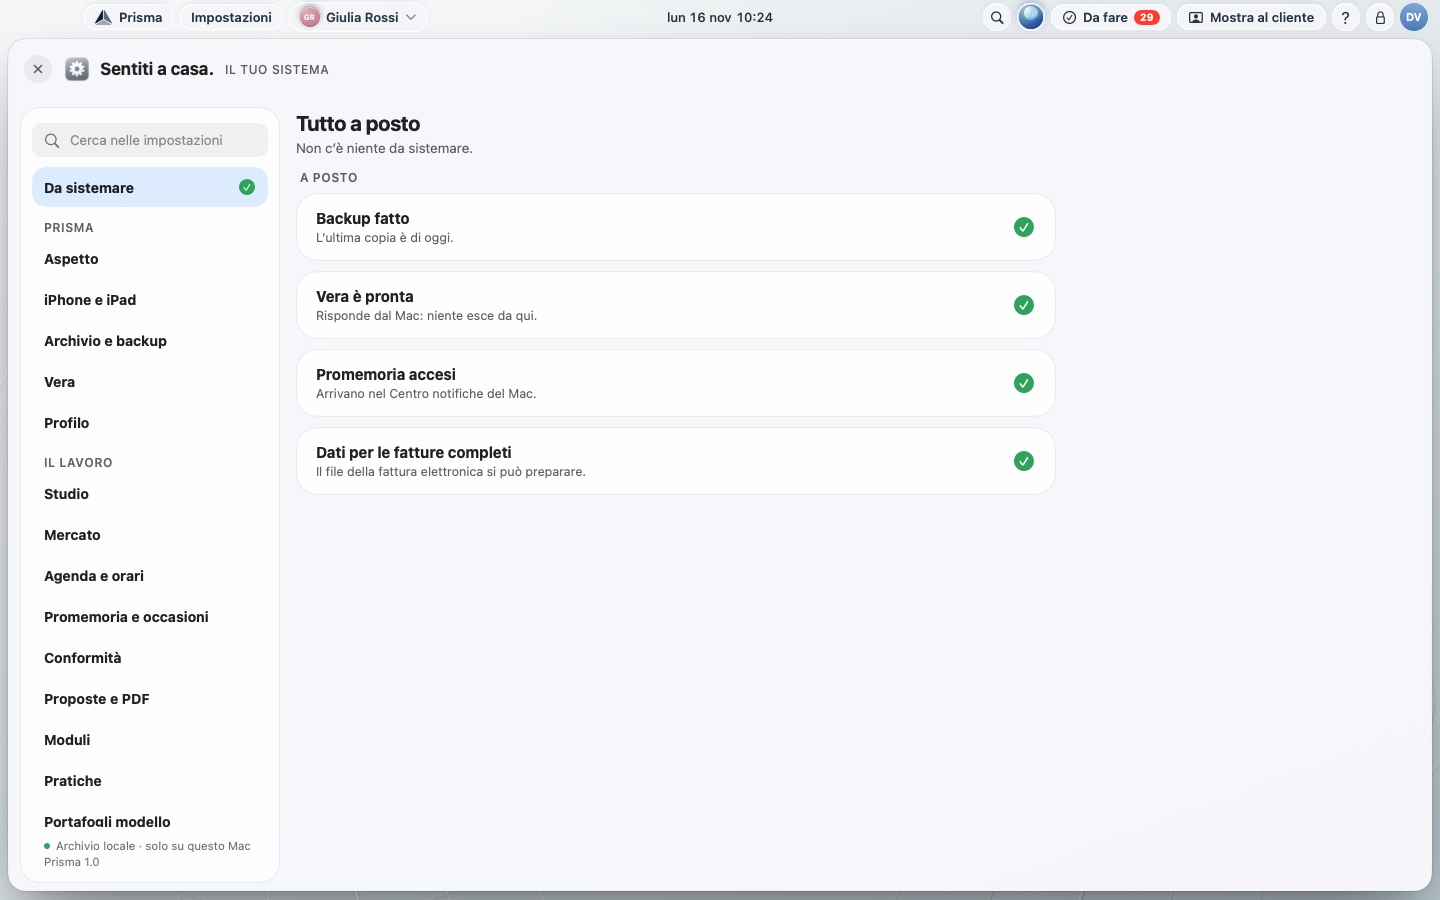 Prisma
Impostazioni
GR Giulia Rossi
lun 16 nov 10:24
Da fare 29
Mostra al cliente
?
DV
Sentiti a casa. IL TUO SISTEMA
Cerca nelle impostazioni
Da sistemare
PRISMA
Aspetto
iPhone e iPad
Archivio e backup
Vera
Profilo
IL LAVORO
Studio
Mercato
Agenda e orari
Promemoria e occasioni
Conformità
Proposte e PDF
Moduli
Pratiche
Portafogli modello
Archivio locale · solo su questo Mac
Prisma 1.0
Tutto a posto
Non c'è niente da sistemare.
A POSTO
Backup fatto
L'ultima copia è di oggi.
Vera è pronta
Risponde dal Mac: niente esce da qui.
Promemoria accesi
Arrivano nel Centro notifiche del Mac.
Dati per le fatture completi
Il file della fattura elettronica si può preparare.